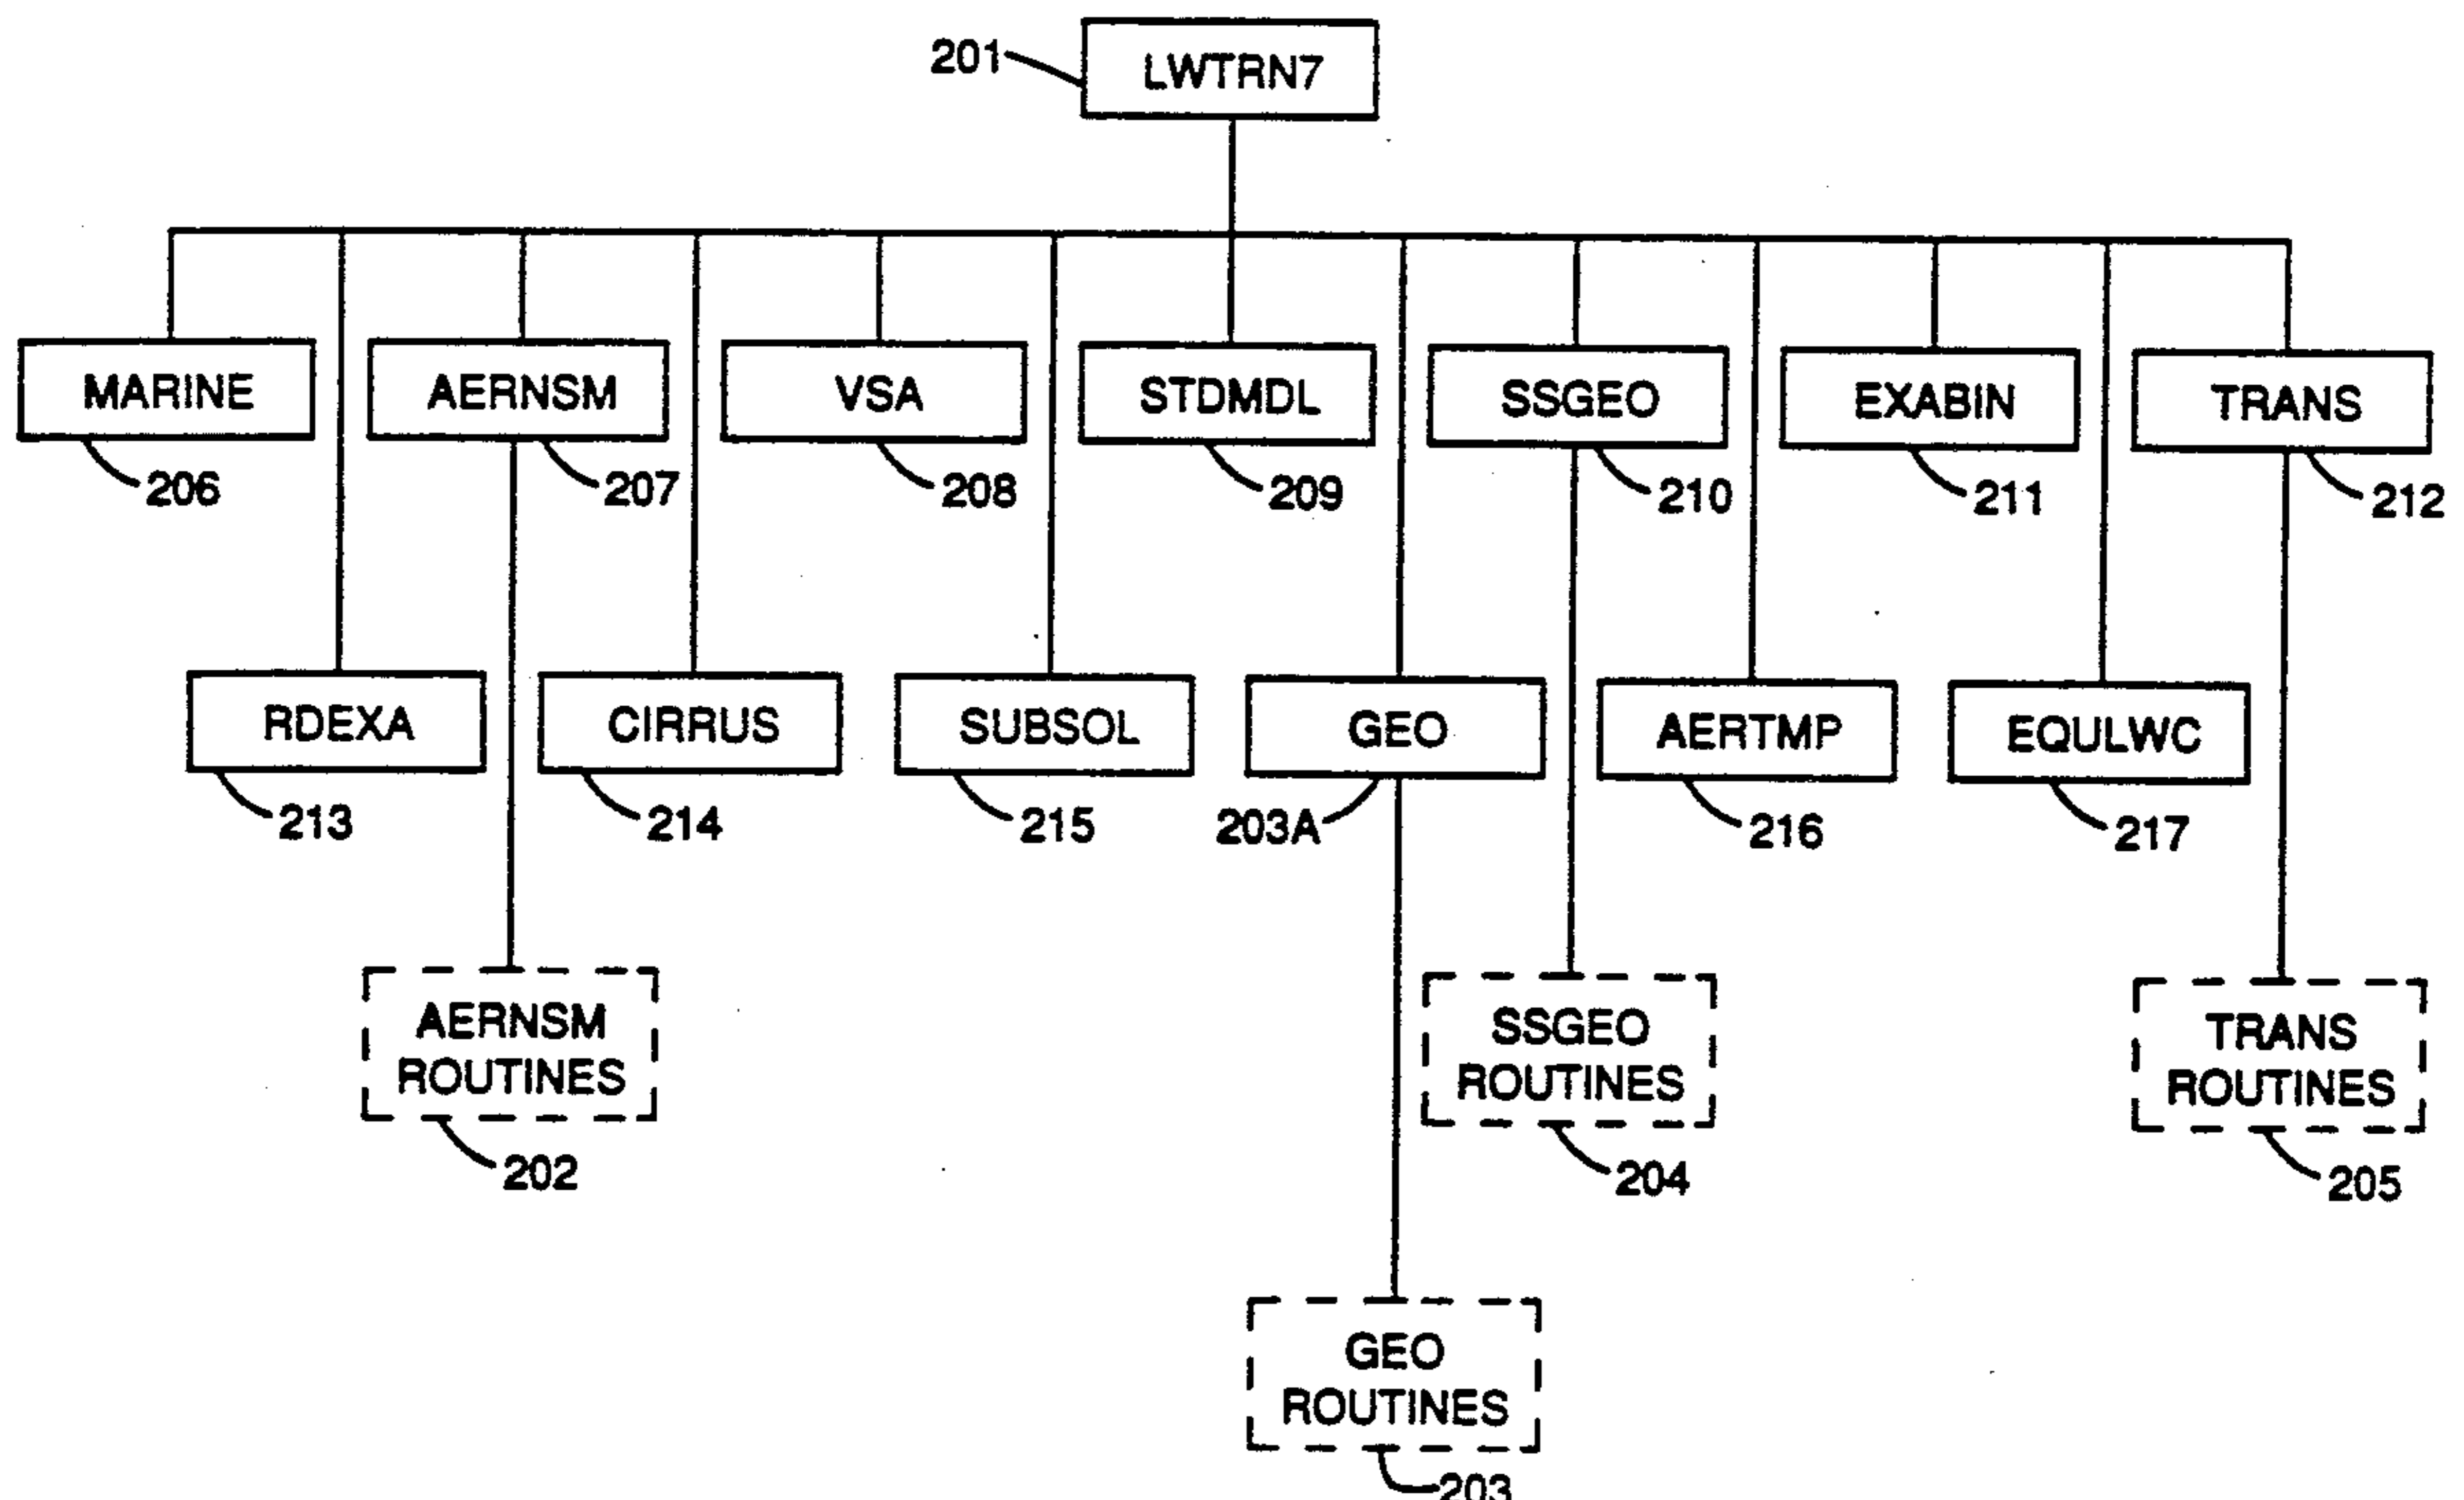 201
LWTRN7
MARINE
AERNSM
VSA
STDMDL
SSGEO
EXABIN
TRANS
206
207
208
209
210
211
212
RDEXA
CIRRUS
SUBSOL
GEO
AERTMP
EQULWC
213
214
215
203A
216
217
AERNSM
ROUTINES
202
SSGEO
ROUTINES
204
TRANS
ROUTINES
205
GEO
ROUTINES
203